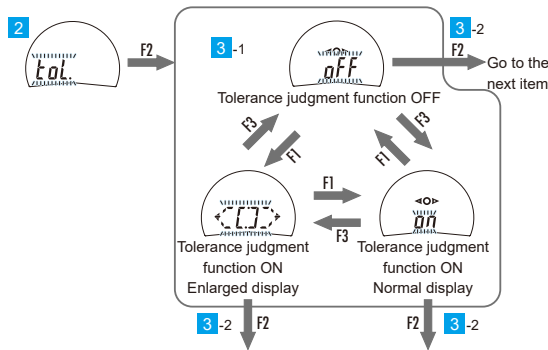 2
tol.
F2
3-1
oFF
Tolerance judgment function OFF
3-2
F2
Go to the
next item
F3
F1
F1
F3
F1
F3
[.]
Tolerance judgment
function ON
Enlarged display
on
Tolerance judgment
function ON
Normal display
3-2
F2
F2
3-2